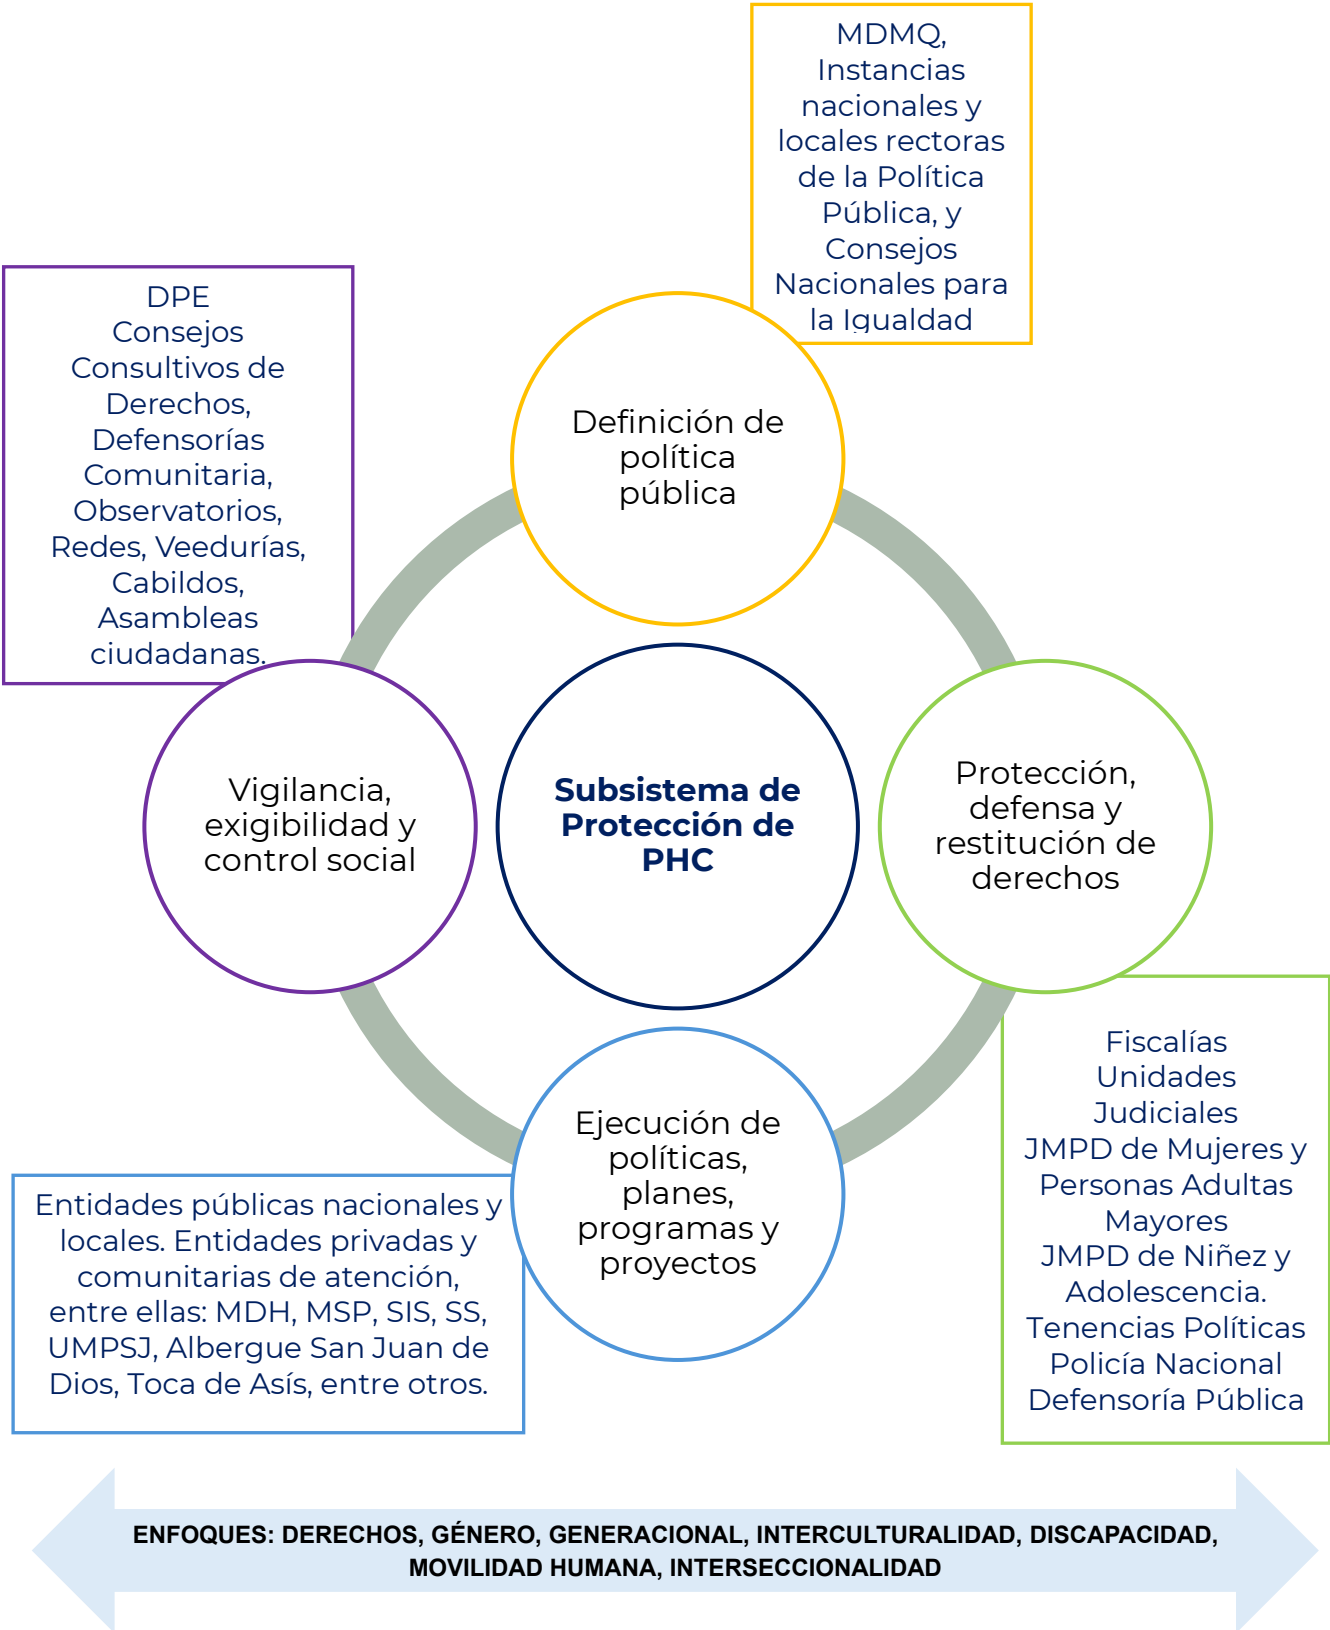 MDMQ,
Instancias
nacionales y
locales rectoras
de la Política
Pública, y
Consejos
Nacionales para
la Igualdad
DPE
Consejos
Consultivos de
Derechos,
Defensorías
Comunitaria,
Observatorios,
Redes, Veedurías,
Cabildos,
Asambleas
ciudadanas.
Definición de
política
pública
Vigilancia,
exigibilidad y
control social
Subsistema de
Protección de
PHC
Protección,
defensa y
restitución de
derechos
Ejecución de
políticas,
planes,
programas y
proyectos
Fiscalías
Unidades
Judiciales
JMPD de Mujeres y
Personas Adultas
Mayores
JMPD de Niñez y
Adolescencia.
Tenencias Políticas
Policía Nacional
Defensoría Pública
Entidades públicas nacionales y
locales. Entidades privadas y
comunitarias de atención,
entre ellas: MDH, MSP, SIS, SS,
UMPSJ, Albergue San Juan de
Dios, Toca de Asís, entre otros.
ENFOQUES: DERECHOS, GÉNERO, GENERACIONAL, INTERCULTURALIDAD, DISCAPACIDAD,
MOVILIDAD HUMANA, INTERSECCIONALIDAD